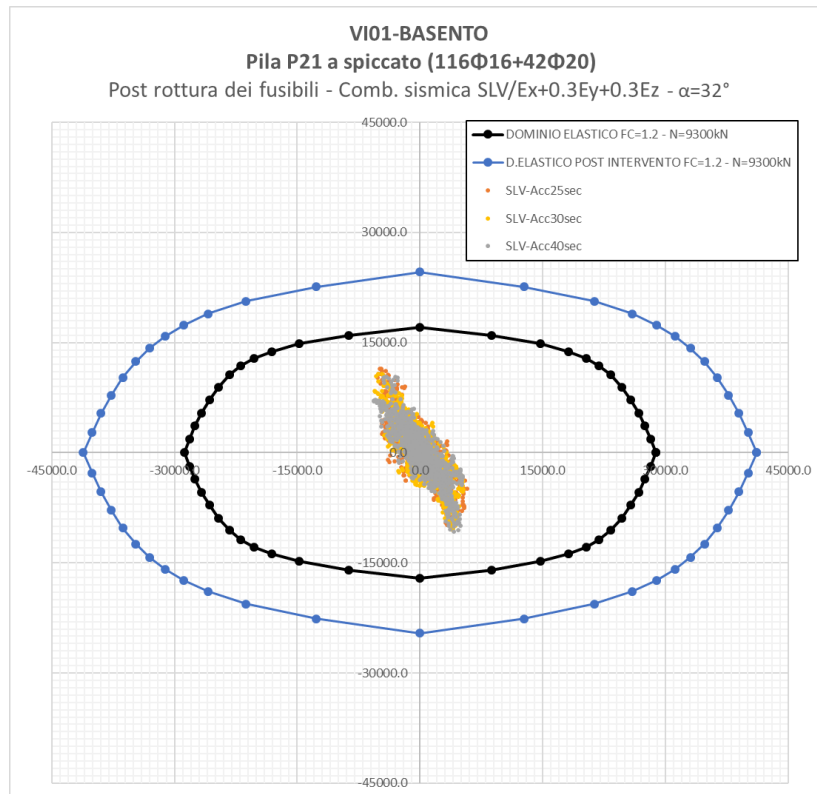 VI01-BASENTO
Pila P21 a spiccato (116Φ16+42Φ20)
Post rottura dei fusibili - Comb. sismica SLV/Ex+0.3Ey+0.3Ez - α=32°
45000.0
DOMINIO ELASTICO FC=1.2 - N=9300kN
D.ELASTICO POST INTERVENTO FC=1.2 - N=9300kN
SLV-Acc25sec
SLV-Acc30sec
SLV-Acc40sec
30000.0
15000.0
0.0
-45000.0 -30000.0 -15000.0 0.0 15000.0 30000.0 45000.0
-15000.0
-30000.0
-45000.0